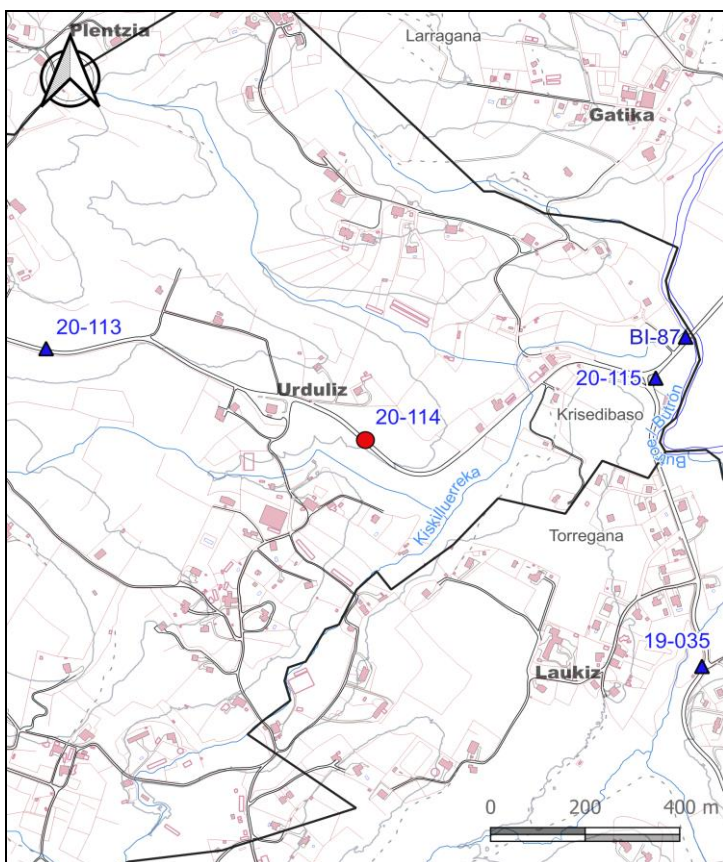 Plentzia
Larragana
Gatika
20-113
BI-87
20-115
Urduliz
20-114
Krisedibaso
Kiskilluerreka
Torregana
19-035
Laukiz
0 200 400 m